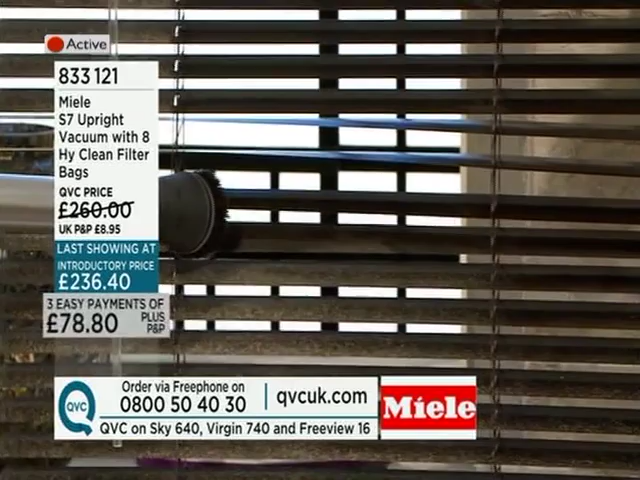 Active
833 121
Miele
S7 Upright
Vacuum with 8
Hy Clean Filter
Bags
QVC PRICE
£260.00
UK P&P £8.95
LAST SHOWING AT
INTRODUCTORY PRICE
£236.40
3 EASY PAYMENTS OF
£78.80 PLUS P&P
QVC
Order via Freephone on
0800 50 40 30
qvcuk.com
QVC on Sky 640, Virgin 740 and Freeview 16
Miele